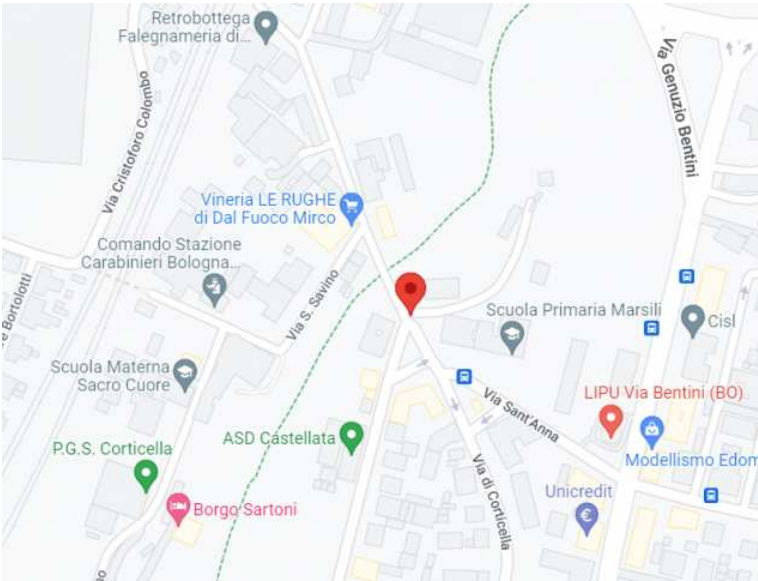 Retrobottega
Falegnameria di...
Via Cristoforo Colombo
Via Genuzio Bentini
Vineria LE RUGHE
di Dal Fuoco Mirco
Comando Stazione
Carabinieri Bologna...
Via S. Savino
e Bortolotti
Scuola Primaria Marsili
Cisl
Scuola Materna
Sacro Cuore
LIPU Via Bentini (BO)
Via Sant'Anna
ASD Castellata
P.G.S. Corticella
Modellismo Edom
Via di Corticella
Unicredit
Borgo Sartoni